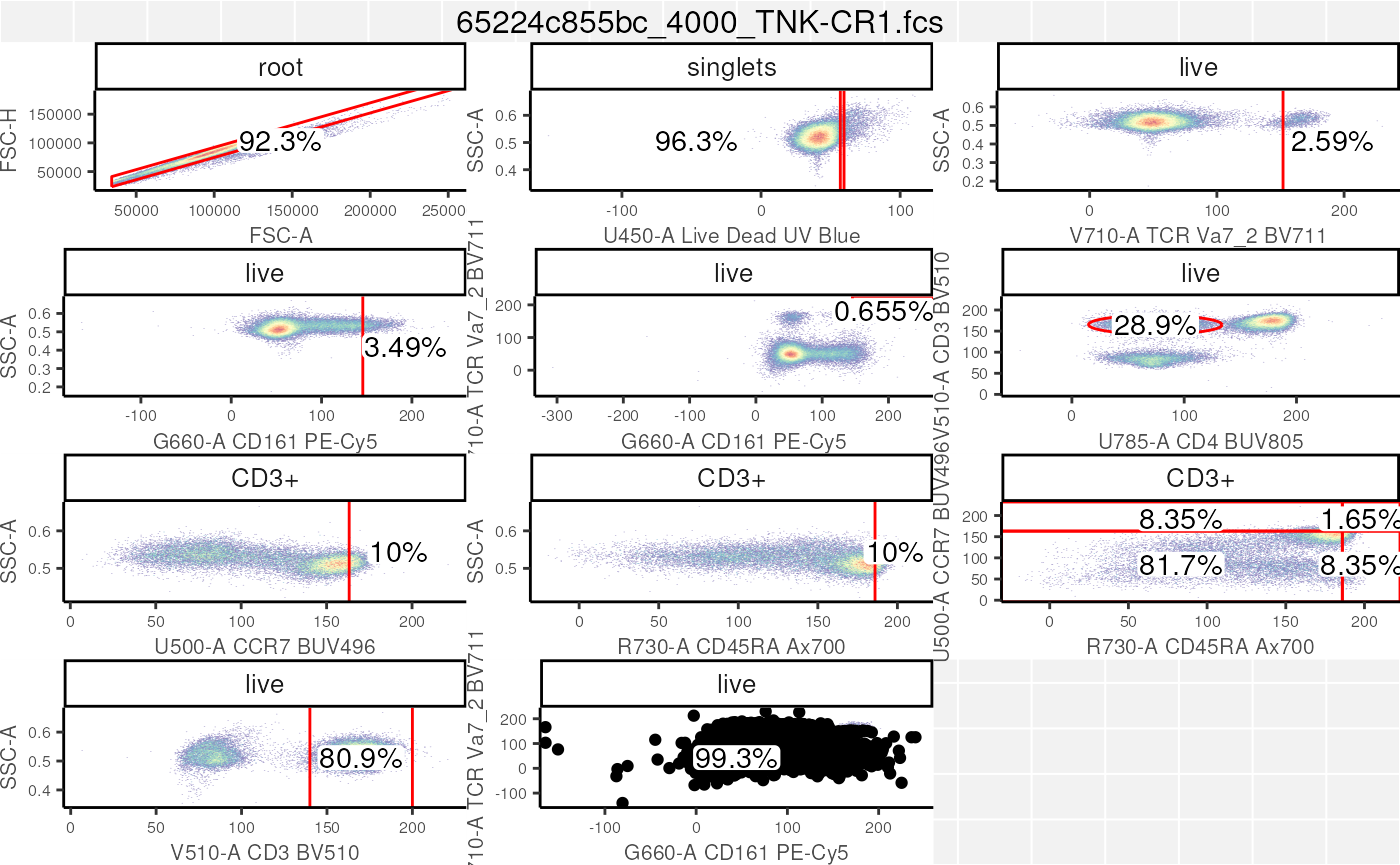 65224c855bc_4000_TNK-CR1.fcs
root
FSC-H
150000
100000
50000
92.3%
50000 100000 150000 200000 25000
FSC-A
singlets
SSC-A
0.6
0.5
0.4
96.3%
-100 0 100
U450-A Live Dead UV Blue
live
SSC-A
0.6
0.5
0.4
0.3
0.2
2.59%
0 100 200
V710-A TCR Va7_2 BV711
live
SSC-A
0.6
0.5
0.4
0.3
0.2
3.49%
-100 0 100 200
G660-A CD161 PE-Cy5
live
710-A TCR Va7_2 BV711
200
100
0
0.655%
-300 -200 -100 0 100 200
G660-A CD161 PE-Cy5
live
V510-A CD3 BV510
200
150
100
50
0
28.9%
0 100 200
U785-A CD4 BUV805
CD3+
SSC-A
0.6
0.5
10%
0 50 100 150 200
U500-A CCR7 BUV496
CD3+
SSC-A
0.6
0.5
10%
0 50 100 150 200
R730-A CD45RA Ax700
CD3+
U500-A CCR7 BUV496
200
150
100
50
0
8.35% 1.65%
81.7% 8.35%
0 50 100 150 200
R730-A CD45RA Ax700
live
SSC-A
0.6
0.5
0.4
80.9%
0 50 100 150 200
V510-A CD3 BV510
live
710-A TCR Va7_2 BV711
200
100
0
-100
99.3%
-100 0 100 200
G660-A CD161 PE-Cy5